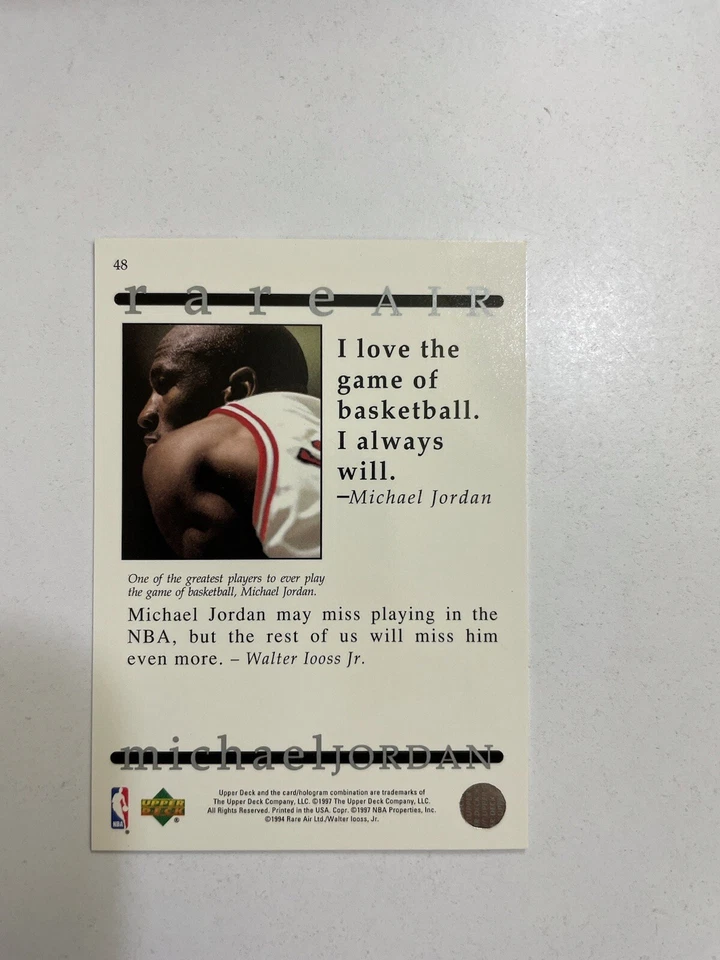 48
rare AIR
I love the
game of
basketball.
I always
will.
–Michael Jordan
One of the greatest players to ever play
the game of basketball, Michael Jordan.
Michael Jordan may miss playing in the
NBA, but the rest of us will miss him
even more. – Walter Iooss Jr.
michaelJORDAN
Upper Deck and the card/hologram combination are trademarks of
The Upper Deck Company, LLC. ©1997 The Upper Deck Company, LLC.
All Rights Reserved. Printed in the USA. Copr. ©1997 NBA Properties, Inc.
©1994 Rare Air Ltd./Walter Iooss, Jr.
NBA
®
UPPER
DECK
®